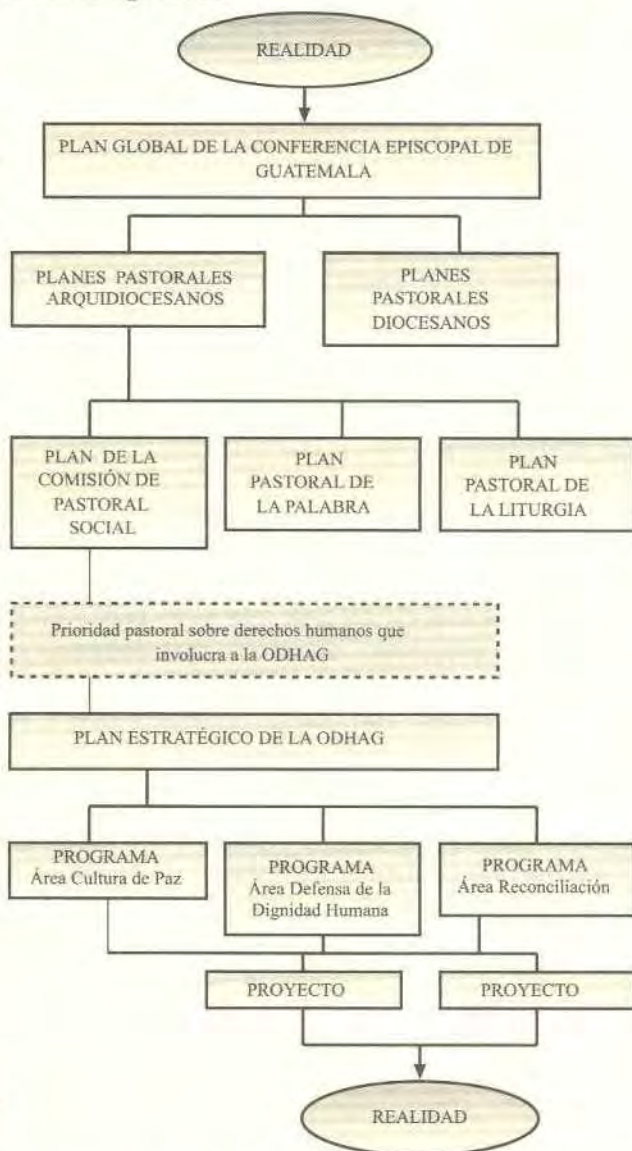 REALIDAD
PLAN GLOBAL DE LA CONFERENCIA EPISCOPAL DE
GUATEMALA
PLANES PASTORALES
ARQUIDIOCESANOS
PLANES
PASTORALES
DIOCESANOS
PLAN DE LA
COMISIÓN DE
PASTORAL
SOCIAL
PLAN
PASTORAL DE
LA PALABRA
PLAN
PASTORAL DE
LA LITURGIA
Prioridad pastoral sobre derechos humanos que
involucra a la ODHAG
PLAN ESTRATÉGICO DE LA ODHAG
PROGRAMA
Área Cultura de Paz
PROGRAMA
Área Defensa de la
Dignidad Humana
PROGRAMA
Área Reconciliación
PROYECTO
PROYECTO
REALIDAD